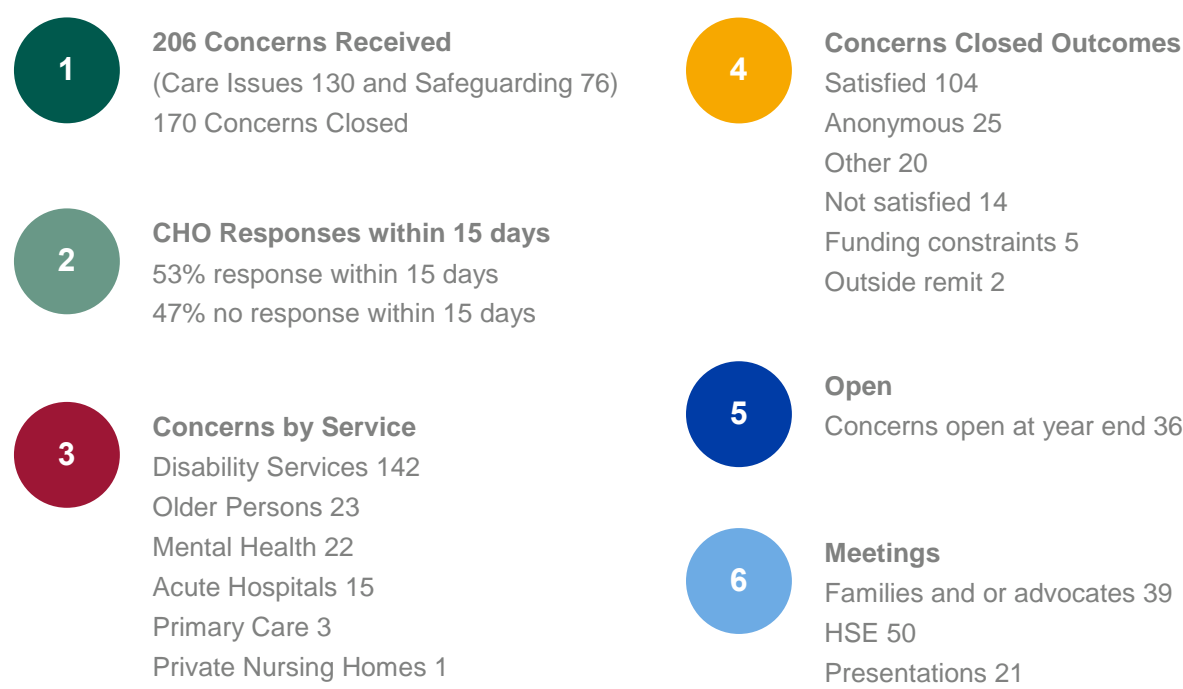 1
206 Concerns Received
(Care Issues 130 and Safeguarding 76)
170 Concerns Closed
2
CHO Responses within 15 days
53% response within 15 days
47% no response within 15 days
3
Concerns by Service
Disability Services 142
Older Persons 23
Mental Health 22
Acute Hospitals 15
Primary Care 3
Private Nursing Homes 1
4
Concerns Closed Outcomes
Satisfied 104
Anonymous 25
Other 20
Not satisfied 14
Funding constraints 5
Outside remit 2
5
Open
Concerns open at year end 36
6
Meetings
Families and or advocates 39
HSE 50
Presentations 21